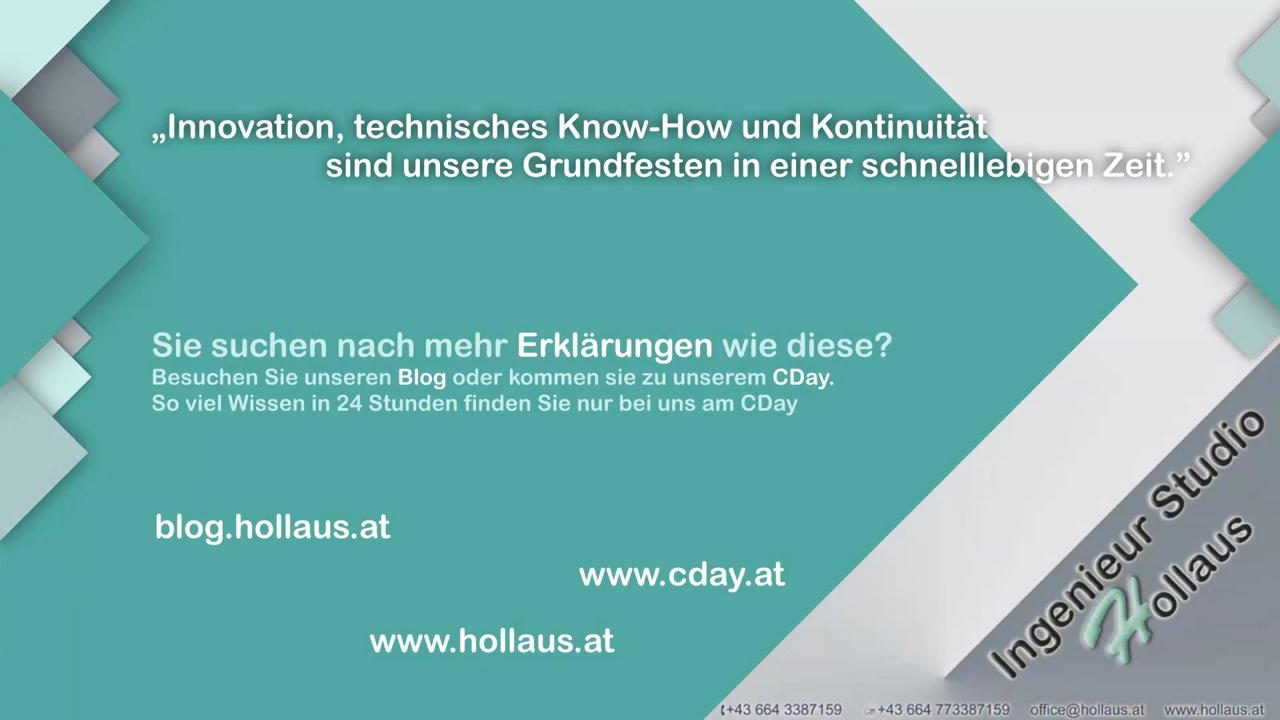 „Innovation, technisches Know-How und Kontinuität
sind unsere Grundfesten in einer schnelllebigen Zeit.”
Sie suchen nach mehr Erklärungen wie diese?
Besuchen Sie unseren Blog oder kommen sie zu unserem CDay.
So viel Wissen in 24 Stunden finden Sie nur bei uns am CDay
blog.hollaus.at
www.cday.at
www.hollaus.at
Ingenieur Studio
Hollaus
+43 664 3387159 +43 664 773387159 office@hollaus.at www.hollaus.at